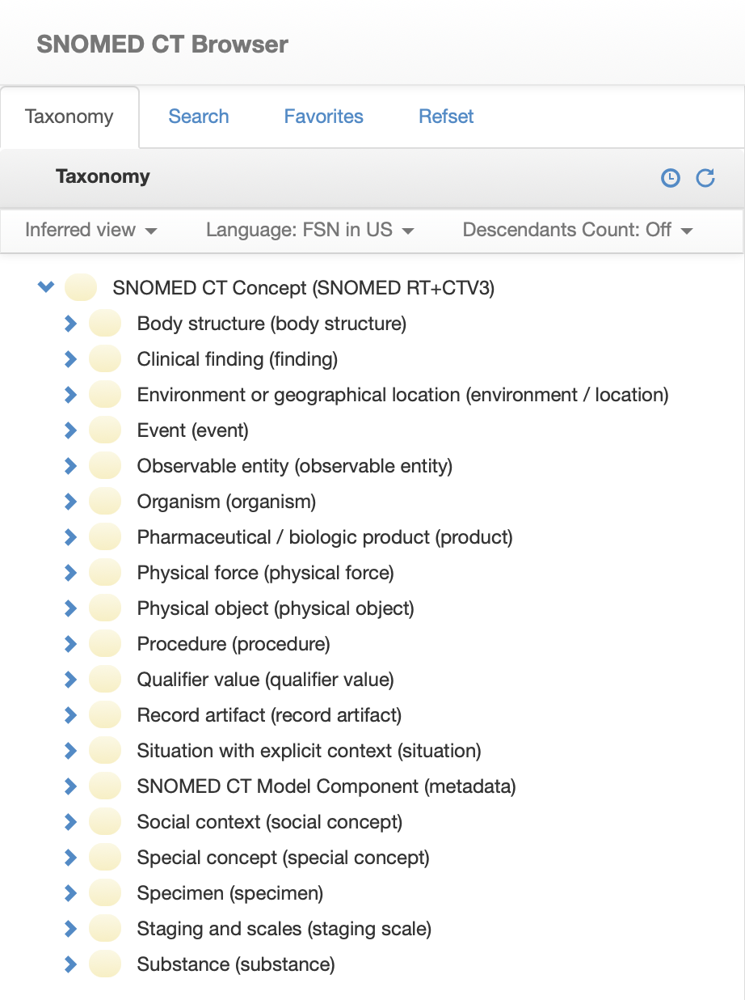 SNOMED CT Browser
Taxonomy Search Favorites Refset
Taxonomy
Inferred view Language: FSN in US Descendants Count: Off
SNOMED CT Concept (SNOMED RT+CTV3)
Body structure (body structure)
Clinical finding (finding)
Environment or geographical location (environment / location)
Event (event)
Observable entity (observable entity)
Organism (organism)
Pharmaceutical / biologic product (product)
Physical force (physical force)
Physical object (physical object)
Procedure (procedure)
Qualifier value (qualifier value)
Record artifact (record artifact)
Situation with explicit context (situation)
SNOMED CT Model Component (metadata)
Social context (social concept)
Special concept (special concept)
Specimen (specimen)
Staging and scales (staging scale)
Substance (substance)